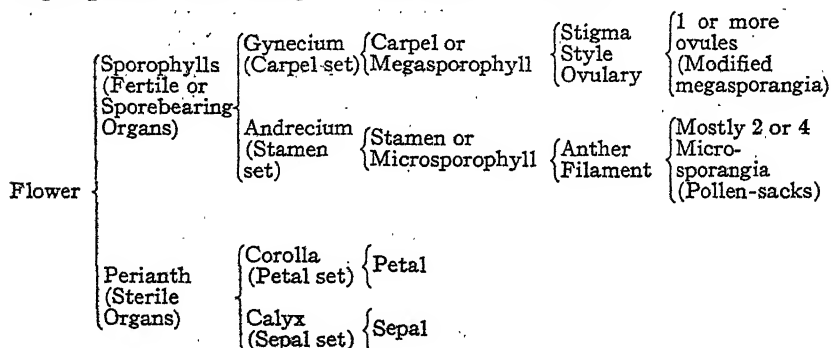 Flower
Sporophylls
(Fertile or
Sporebearing
Organs)
Gynecium
(Carpel set)
Carpel or
Megasporophyll
Stigma
Style
Ovulary
1 or more
ovules
(Modified
megasporangia)
Andrecium
(Stamen
set)
Stamen or
Microsporophyll
Anther
Filament
Mostly 2 or 4
Micro-
sporangia
(Pollen-sacks)
Perianth
(Sterile
Organs)
Corolla
(Petal set)
Petal
Calyx
(Sepal set)
Sepal